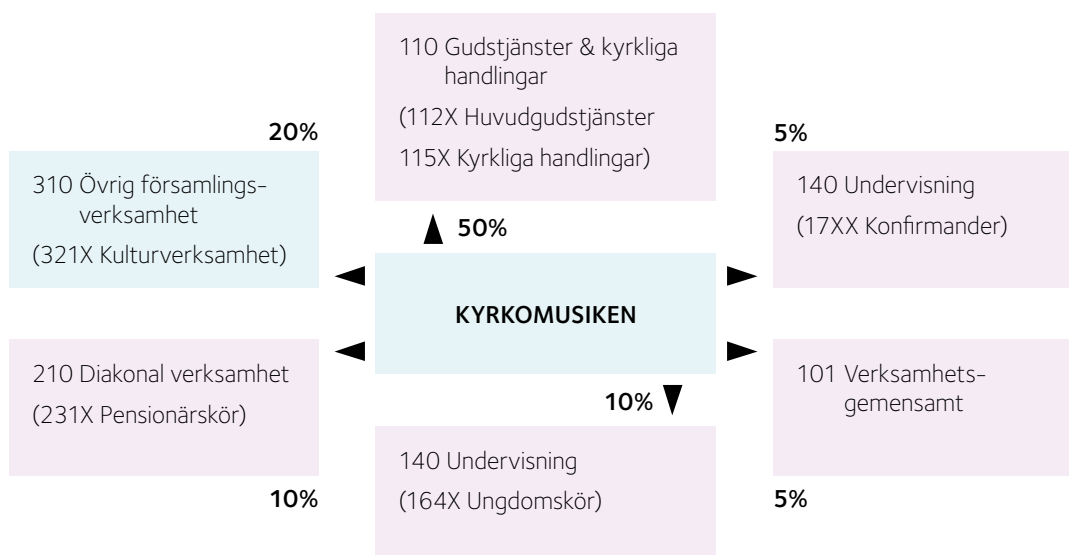 110 Gudstjänster & kyrkliga
handlingar
(112X Huvudgudstjänster
115X Kyrkliga handlingar)
20%
310 Övrig församlings-
verksamhet
(321X Kulturverksamhet)
5%
140 Undervisning
(17XX Konfirmander)
50%
KYRKOMUSIKEN
210 Diakonal verksamhet
(231X Pensionärskör)
10%
101 Verksamhets-
gemensamt
5%
10%
140 Undervisning
(164X Ungdomskör)